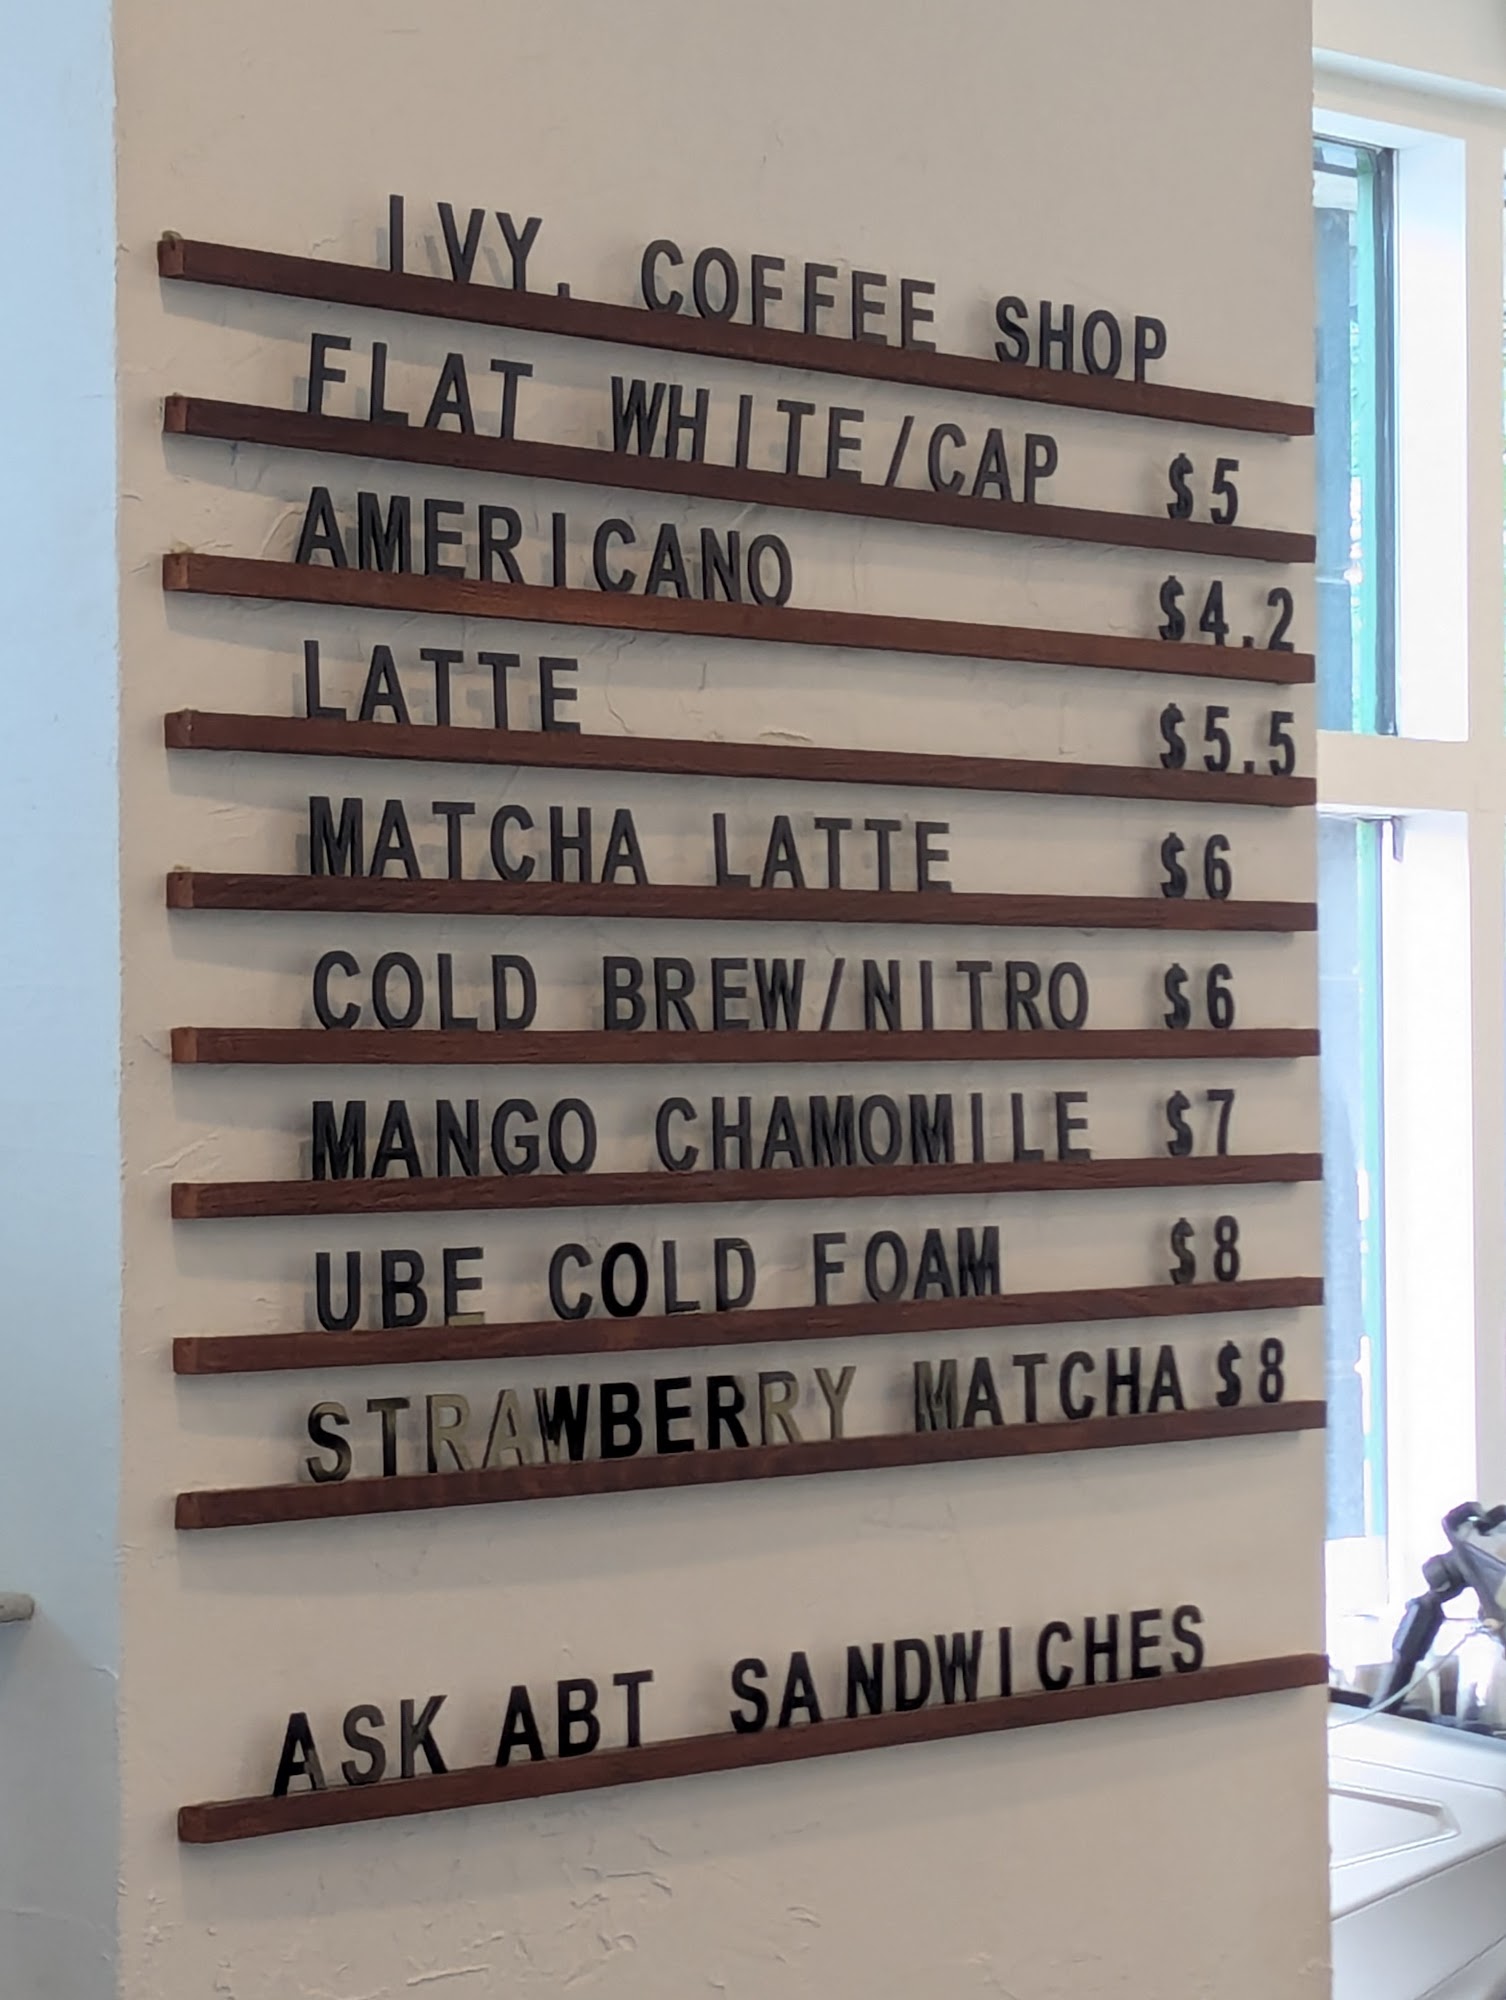 IVY. COFFEE SHOP
FLAT WHITE/CAP $5
AMERICANO $4.2
LATTE $5.5
MATCHA LATTE $6
COLD BREW/NITRO $6
MANGO CHAMOMILE $7
UBE COLD FOAM $8
STRAWBERRY MATCHA $8
ASK ABT SANDWICHES